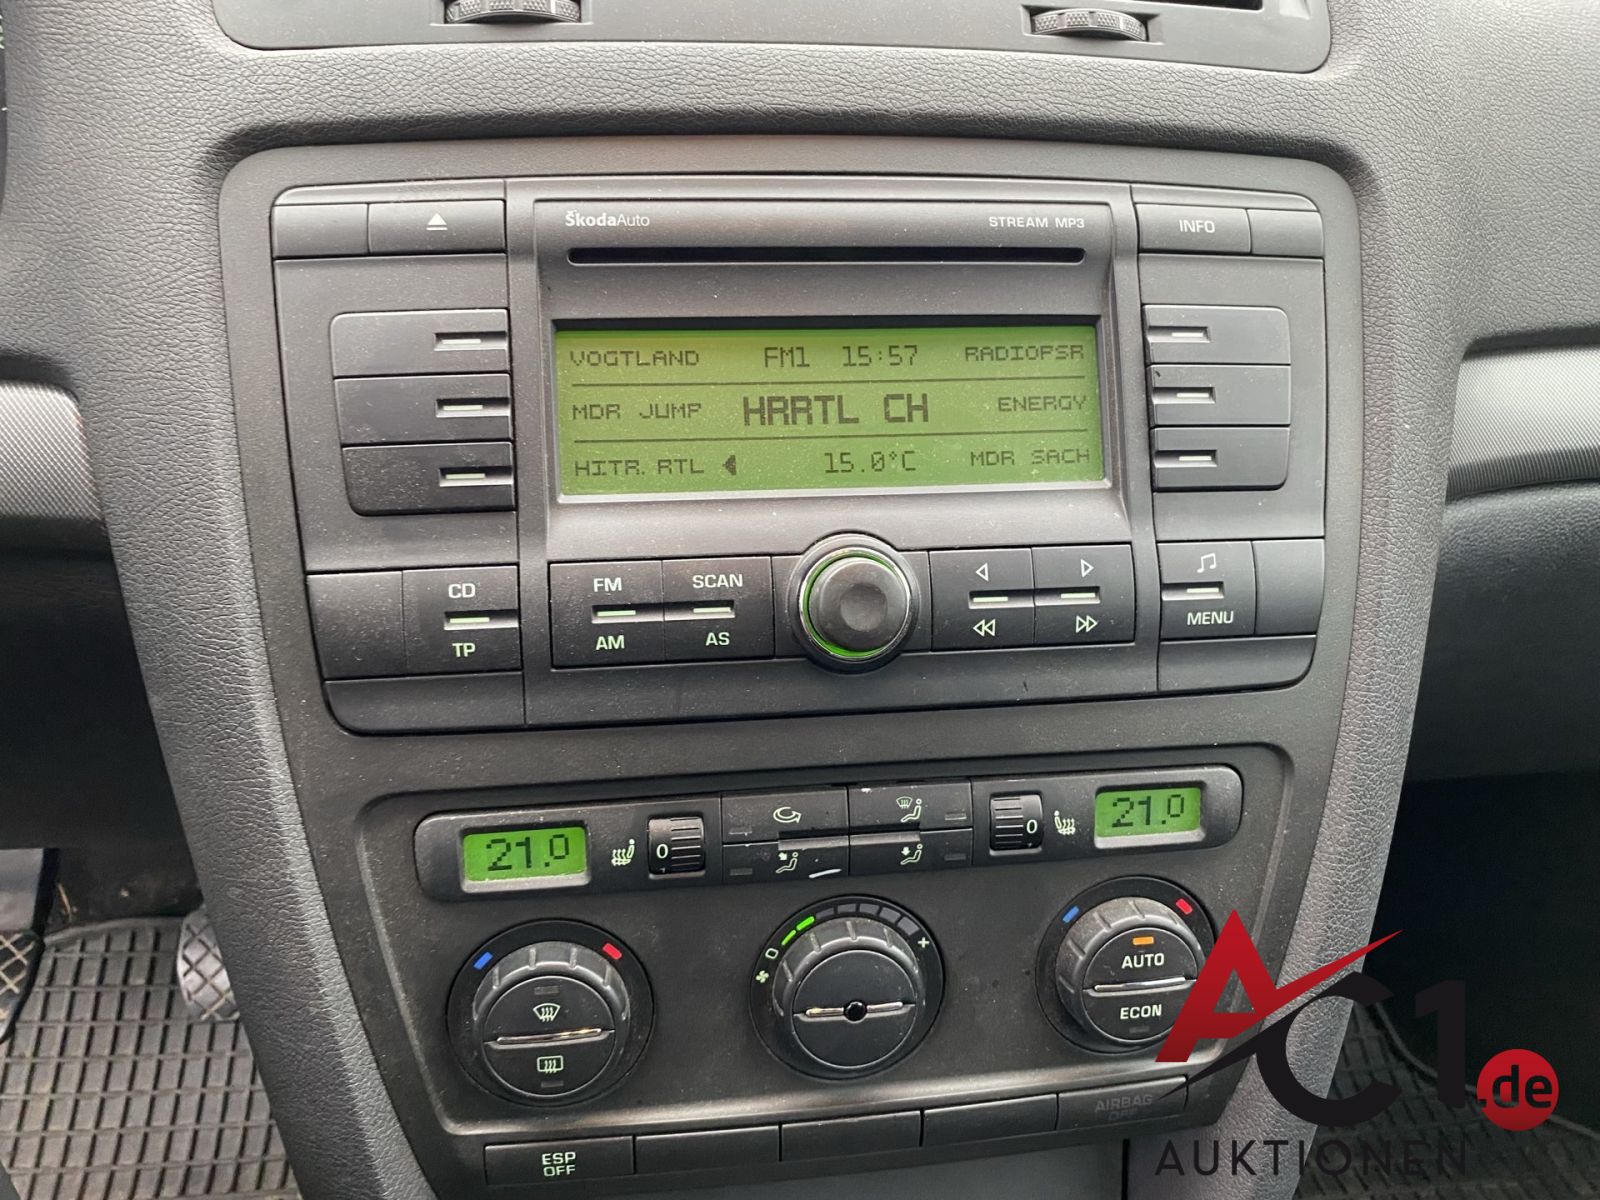 ŠkodaAuto STREAM MP3 INFO
VOGTLAND FM1 15:57 RADIOPSR
MDR JUMP HRRTL CH ENERGY
HITR. RTL 15.0°C MDR SACH
CD FM SCAN
TP AM AS MENU
21.0 0 0 21.0
0 +
AUTO
ECON
AIRBAG
OFF
ESP
OFF
AC1.de
AUKTIONEN